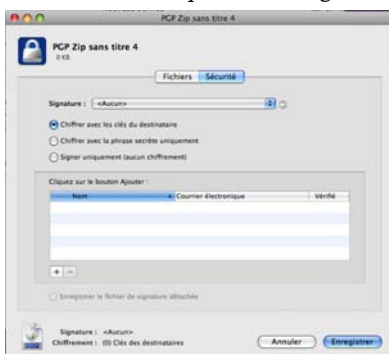 PGP Zip sans titre 4
PGP Zip sans titre 4
0 KB
Fichiers Sécurité
Signature : <Aucun>
Chiffrer avec les clés du destinataire
Chiffrer avec la phrase secrète uniquement
Signer uniquement (aucun chiffrement)
Cliquez sur le bouton Ajouter :
Nom Courrier électronique Vérifié
+ -
Enregistrer le fichier de signature détachée
Signature : <Aucun>
Chiffrement : (0) Clés des destinataires
Annuler Enregistrer